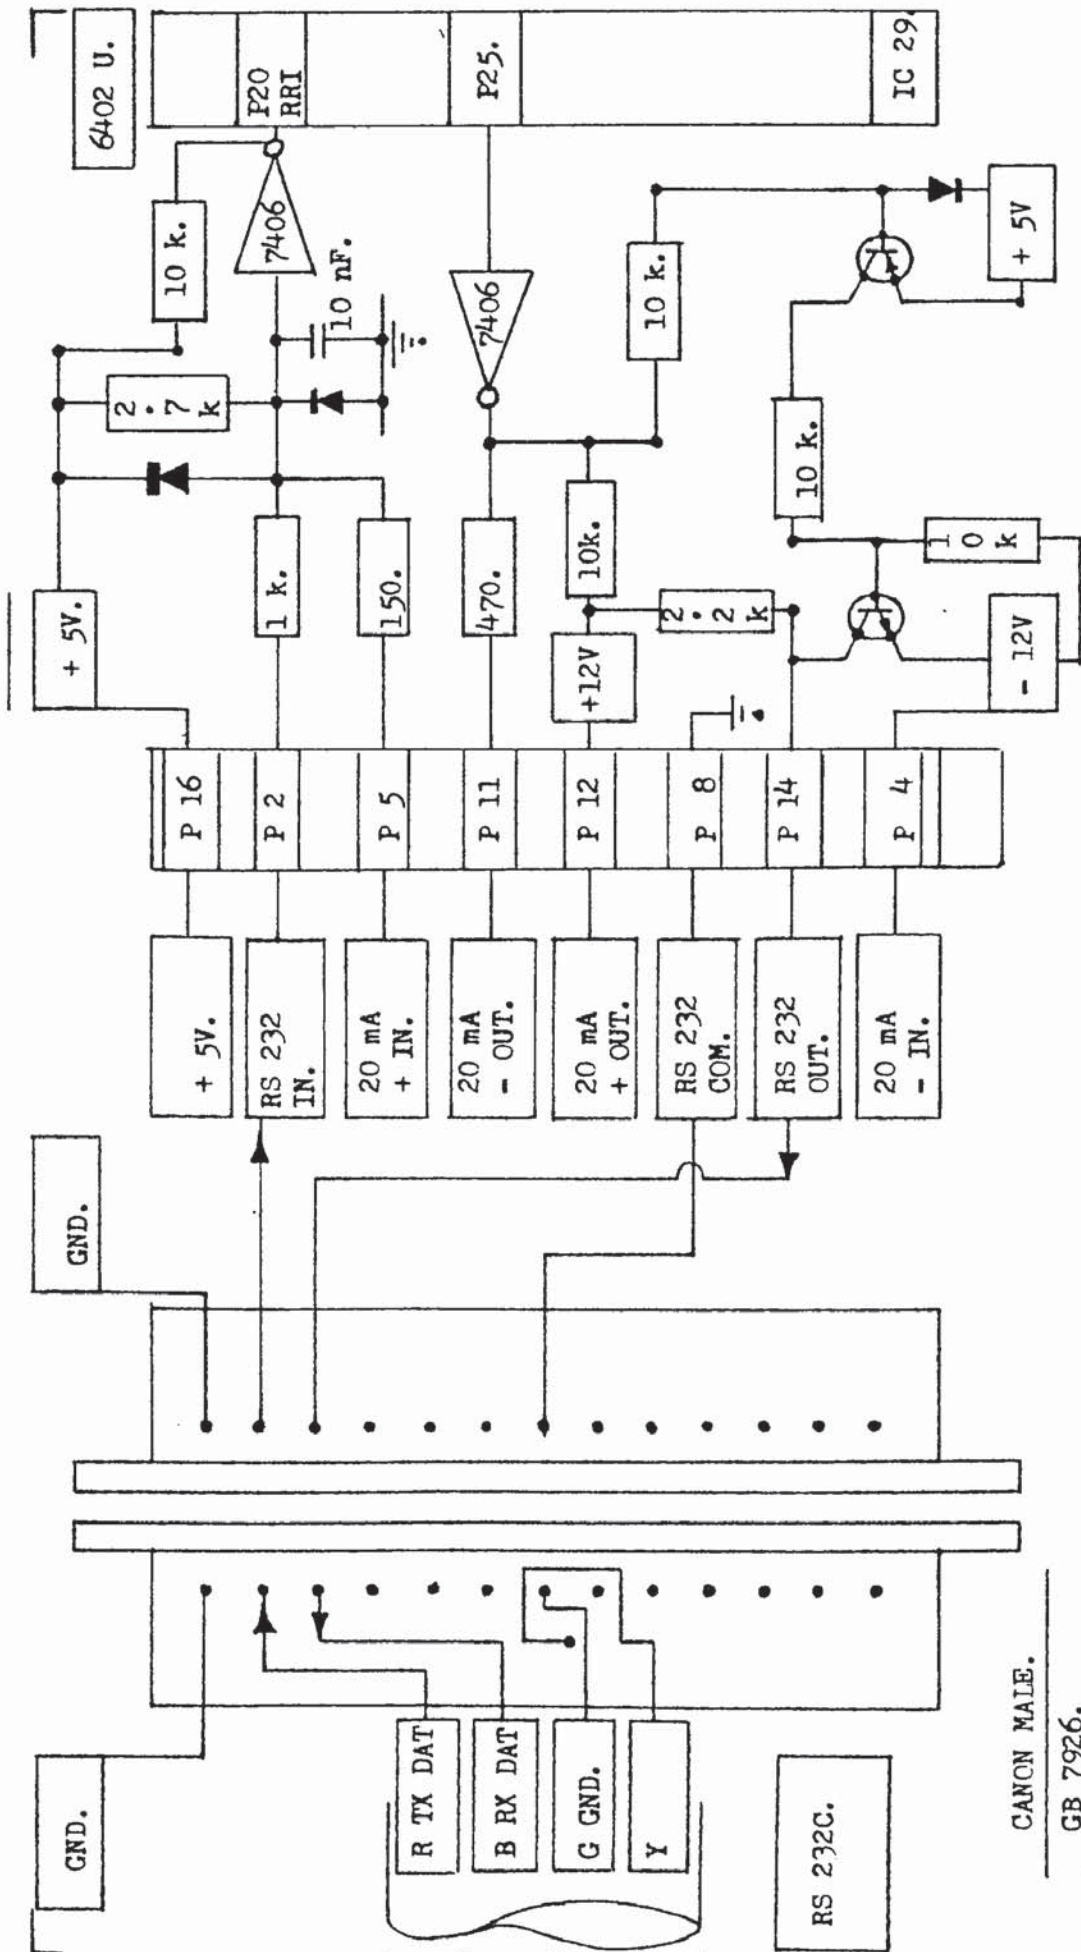 GND.
R TX DAT
B RX DAT
G GND.
Y
RS 232C.
CANON MALE.
GB 7926.
GND.
+ 5V.
RS 232
IN.
20 mA
+ IN.
20 mA
- OUT.
20 mA
+ OUT.
RS 232
COM.
RS 232
OUT.
20 mA
- IN.
P 16
P 2
P 5
P 11
P 12
P 8
P 14
P 4
+ 5V.
1 k.
150.
470.
+12V
10k.
2.2k
- 12V
10k
10 k.
2.7k
10 k.
7406
10 nF.
7406
10 k.
+ 5V
6402 U.
P20
RRI
P25.
IC 29.